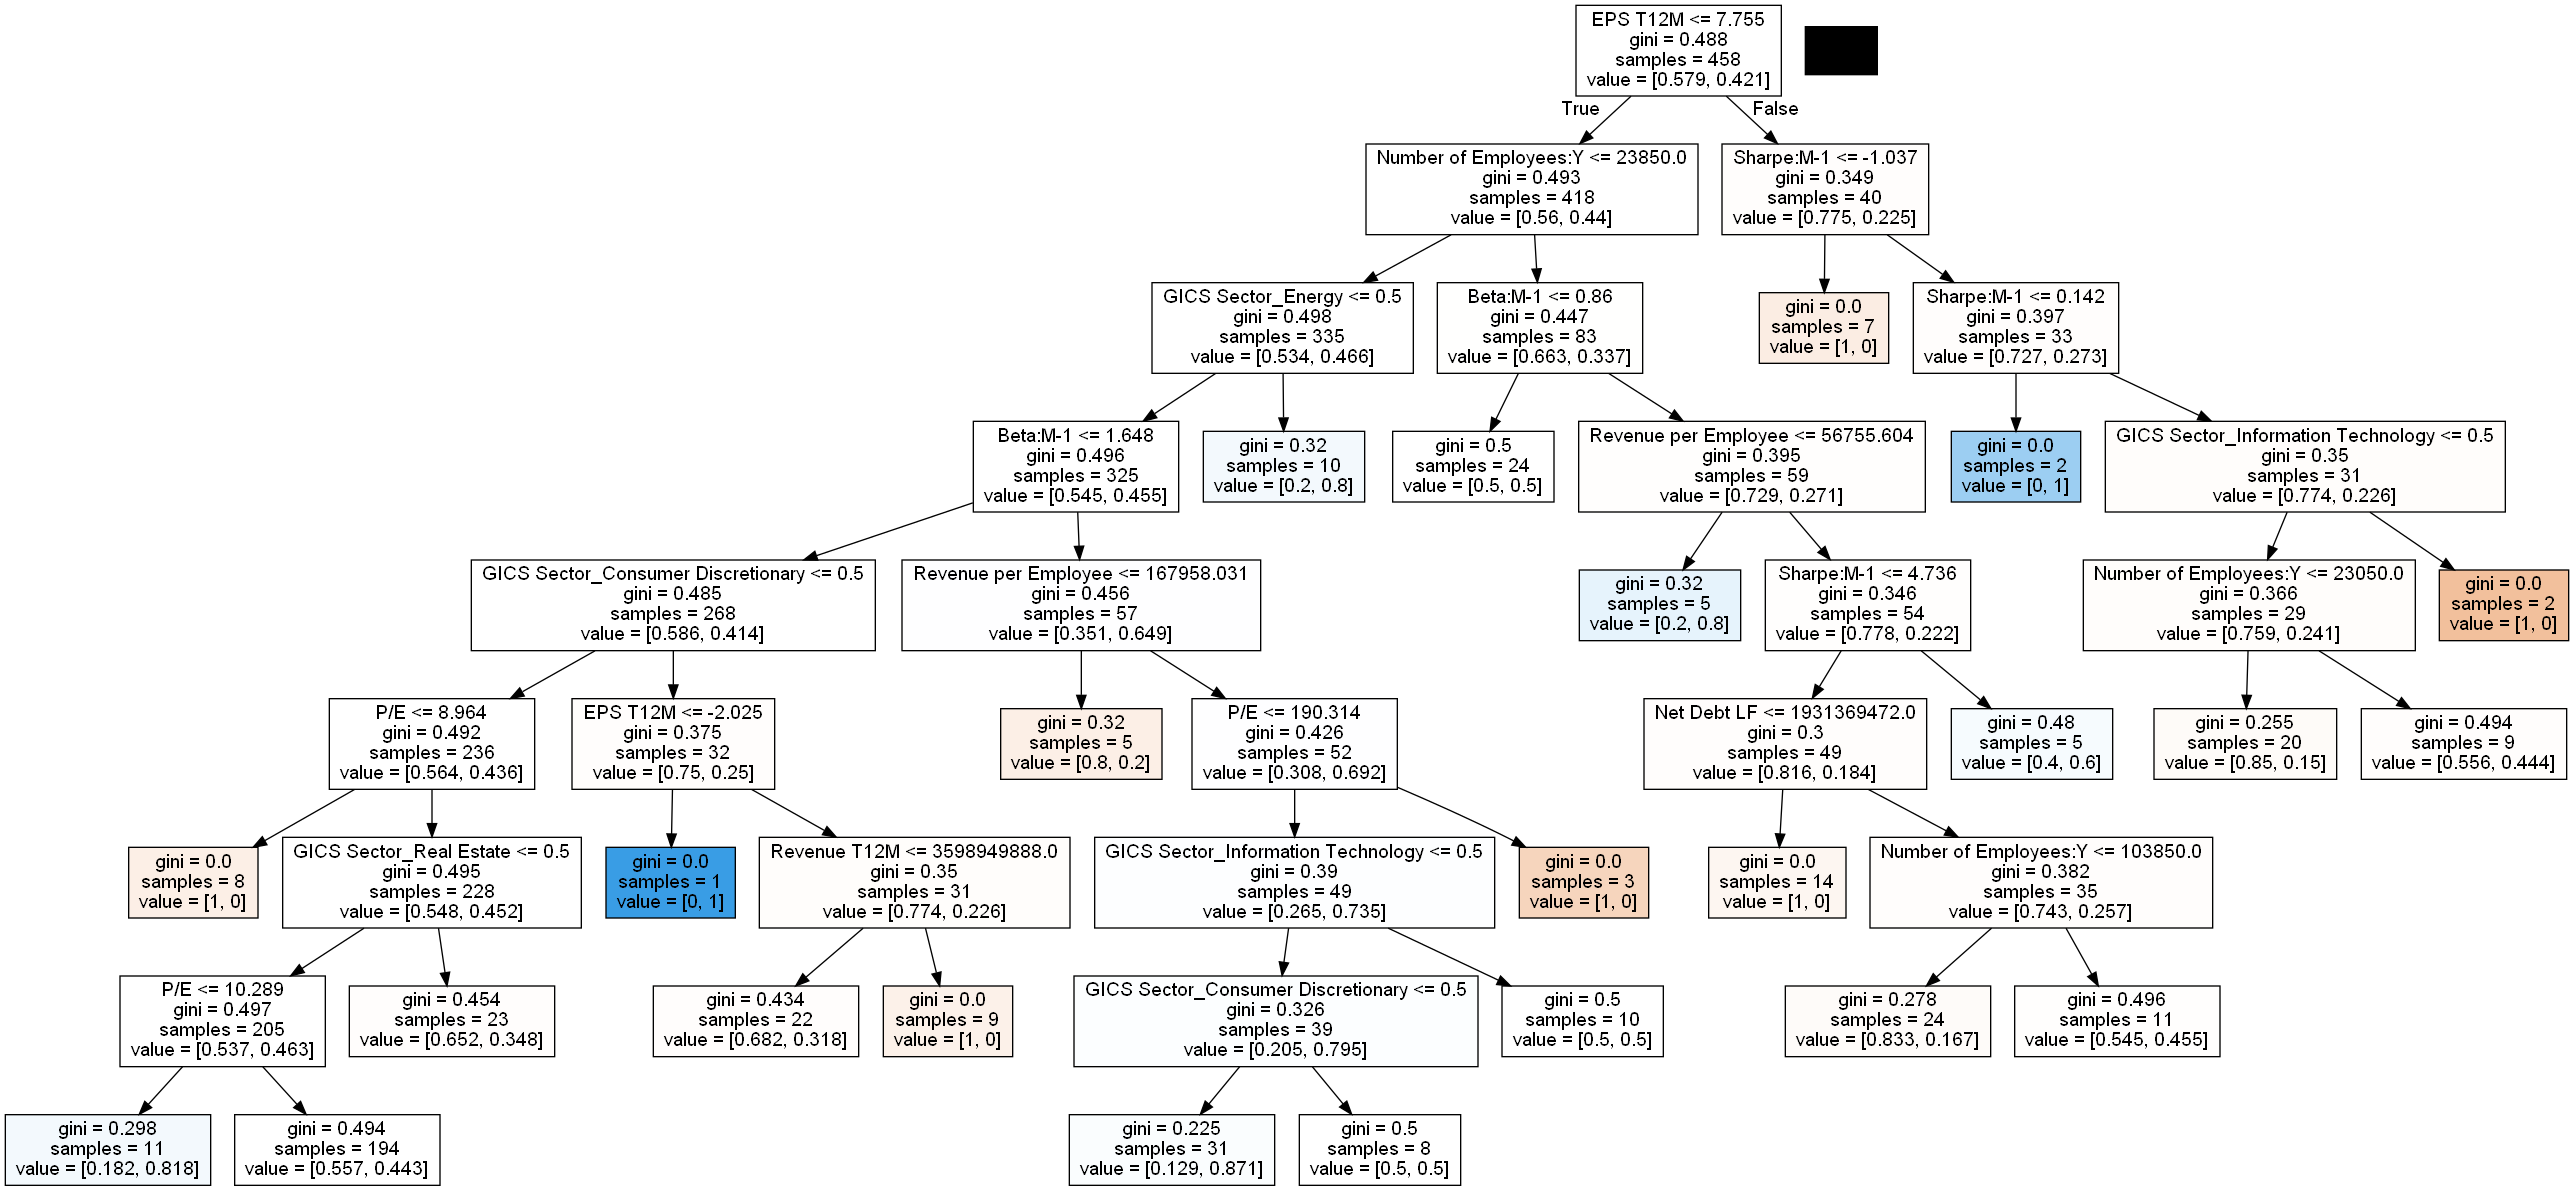 EPS T12M <= 7.755
gini = 0.488
samples = 458
value = [0.579, 0.421]
True
False
Number of Employees:Y <= 23850.0
gini = 0.493
samples = 418
value = [0.56, 0.44]
Sharpe:M-1 <= -1.037
gini = 0.349
samples = 40
value = [0.775, 0.225]
GICS Sector_Energy <= 0.5
gini = 0.498
samples = 335
value = [0.534, 0.466]
Beta:M-1 <= 0.86
gini = 0.447
samples = 83
value = [0.663, 0.337]
gini = 0.0
samples = 7
value = [1, 0]
Sharpe:M-1 <= 0.142
gini = 0.397
samples = 33
value = [0.727, 0.273]
Beta:M-1 <= 1.648
gini = 0.496
samples = 325
value = [0.545, 0.455]
gini = 0.32
samples = 10
value = [0.2, 0.8]
gini = 0.5
samples = 24
value = [0.5, 0.5]
Revenue per Employee <= 56755.604
gini = 0.395
samples = 59
value = [0.729, 0.271]
gini = 0.0
samples = 2
value = [0, 1]
GICS Sector_Information Technology <= 0.5
gini = 0.35
samples = 31
value = [0.774, 0.226]
GICS Sector_Consumer Discretionary <= 0.5
gini = 0.485
samples = 268
value = [0.586, 0.414]
Revenue per Employee <= 167958.031
gini = 0.456
samples = 57
value = [0.351, 0.649]
gini = 0.32
samples = 5
value = [0.2, 0.8]
Sharpe:M-1 <= 4.736
gini = 0.346
samples = 54
value = [0.778, 0.222]
Number of Employees:Y <= 23050.0
gini = 0.366
samples = 29
value = [0.759, 0.241]
gini = 0.0
samples = 2
value = [1, 0]
P/E <= 8.964
gini = 0.492
samples = 236
value = [0.564, 0.436]
EPS T12M <= -2.025
gini = 0.375
samples = 32
value = [0.75, 0.25]
gini = 0.32
samples = 5
value = [0.8, 0.2]
P/E <= 190.314
gini = 0.426
samples = 52
value = [0.308, 0.692]
Net Debt LF <= 1931369472.0
gini = 0.3
samples = 49
value = [0.816, 0.184]
gini = 0.48
samples = 5
value = [0.4, 0.6]
gini = 0.255
samples = 20
value = [0.85, 0.15]
gini = 0.494
samples = 9
value = [0.556, 0.444]
gini = 0.0
samples = 8
value = [1, 0]
GICS Sector_Real Estate <= 0.5
gini = 0.495
samples = 228
value = [0.548, 0.452]
gini = 0.0
samples = 1
value = [0, 1]
Revenue T12M <= 3598949888.0
gini = 0.35
samples = 31
value = [0.774, 0.226]
GICS Sector_Information Technology <= 0.5
gini = 0.39
samples = 49
value = [0.265, 0.735]
gini = 0.0
samples = 3
value = [1, 0]
gini = 0.0
samples = 14
value = [1, 0]
Number of Employees:Y <= 103850.0
gini = 0.382
samples = 35
value = [0.743, 0.257]
P/E <= 10.289
gini = 0.497
samples = 205
value = [0.537, 0.463]
gini = 0.454
samples = 23
value = [0.652, 0.348]
gini = 0.434
samples = 22
value = [0.682, 0.318]
gini = 0.0
samples = 9
value = [1, 0]
GICS Sector_Consumer Discretionary <= 0.5
gini = 0.326
samples = 39
value = [0.205, 0.795]
gini = 0.5
samples = 10
value = [0.5, 0.5]
gini = 0.278
samples = 24
value = [0.833, 0.167]
gini = 0.496
samples = 11
value = [0.545, 0.455]
gini = 0.298
samples = 11
value = [0.182, 0.818]
gini = 0.494
samples = 194
value = [0.557, 0.443]
gini = 0.225
samples = 31
value = [0.129, 0.871]
gini = 0.5
samples = 8
value = [0.5, 0.5]